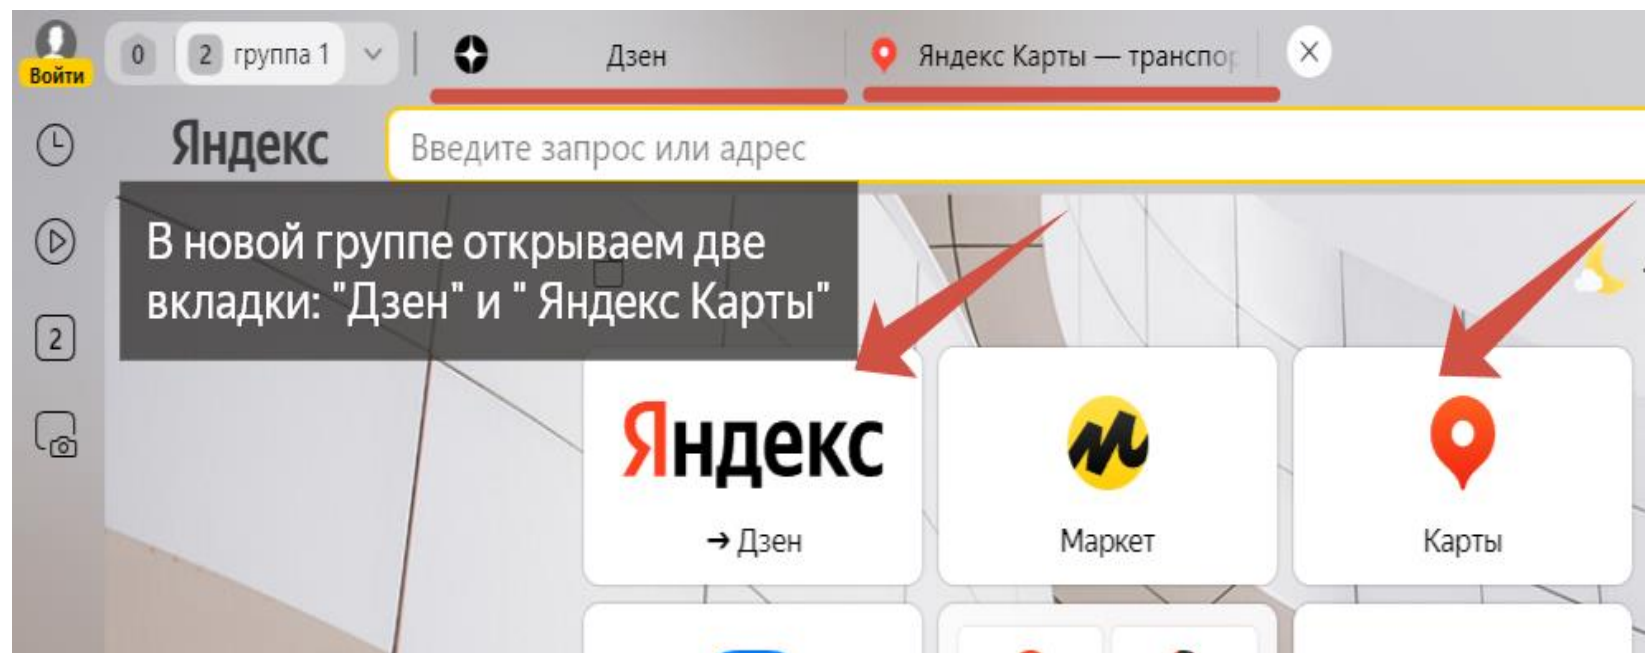 Войти
0
2 группа 1
Дзен
Яндекс Карты — транспор
Яндекс
Введите запрос или адрес
В новой группе открываем две
вкладки: "Дзен" и " Яндекс Карты"
2
Яндекс
→ Дзен
Маркет
Карты